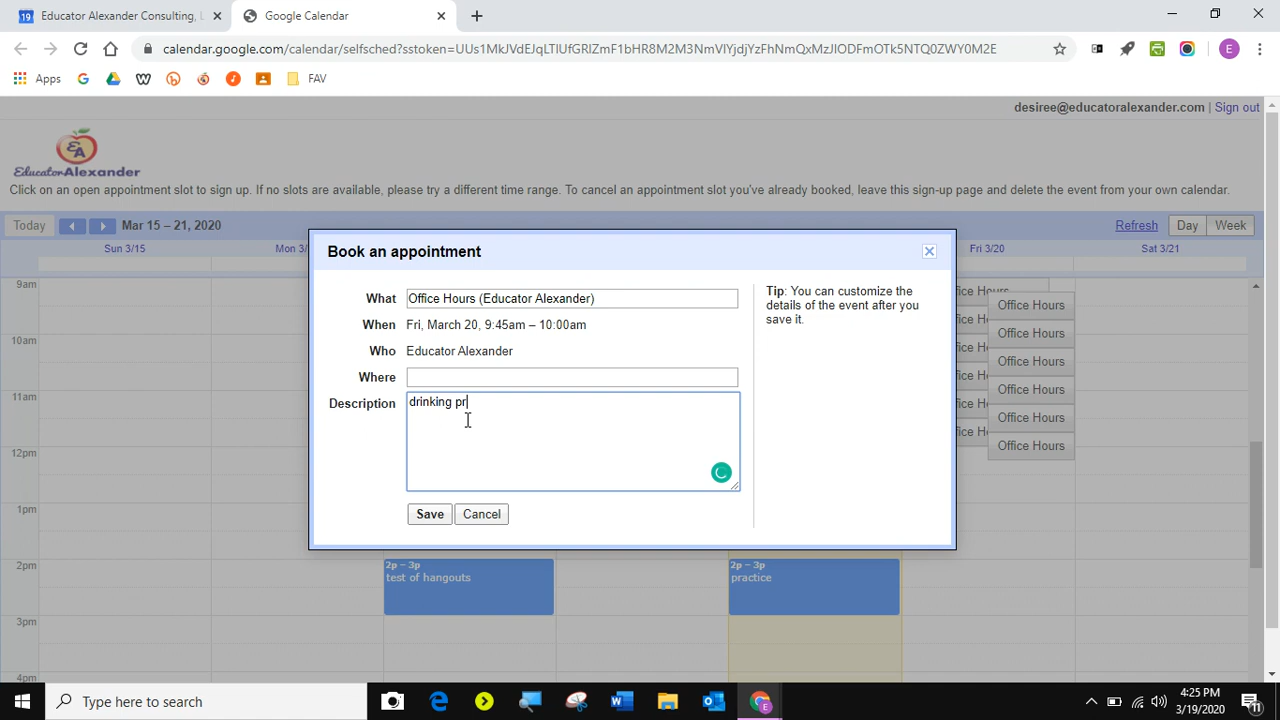 Educator Alexander Consulting, L
Google Calendar
calendar.google.com/calendar/selfsched?sstoken=UUs1MkJVdEJqLTlUfGRlZmF1bHR8M2M3NmVlYjdjYzFhNmQxMzJlODFmOTk5NTQ0ZWY0M2E
Apps
FAV
desiree@educatoralexander.com | Sign out
EA
EducatorAlexander
Click on an open appointment slot to sign up. If no slots are available, please try a different time range. To cancel an appointment slot you've already booked, leave this sign-up page and delete the event from your own calendar.
Today Mar 15 – 21, 2020 Refresh Day Week
Sun 3/15 Mon 3/ Fri 3/20 Sat 3/21
Book an appointment
What Office Hours (Educator Alexander)
When Fri, March 20, 9:45am – 10:00am
Who Educator Alexander
Where
Description drinking pr
Save Cancel
Tip: You can customize the
details of the event after you
save it.
9am
10am
11am
12pm
1pm
2pm
3pm
4pm
Office Hours
Office Hours
Office Hours
Office Hours
Office Hours
Office Hours
2p – 3p
test of hangouts
2p – 3p
practice
Type here to search
4:25 PM
3/19/2020